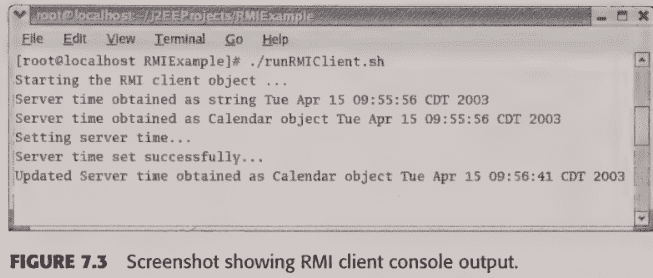 root@localhost:~/J2EEProjects/RMIExample
File Edit View Terminal Go Help
[root@localhost RMIExample]# ./runRMIClient.sh
Starting the RMI client object ...
Server time obtained as string Tue Apr 15 09:55:56 CDT 2003
Server time obtained as Calendar object Tue Apr 15 09:55:56 CDT 2003
Setting server time...
Server time set successfully...
Updated Server time obtained as Calendar object Tue Apr 15 09:56:41 CDT 2003
FIGURE 7.3 Screenshot showing RMI client console output.